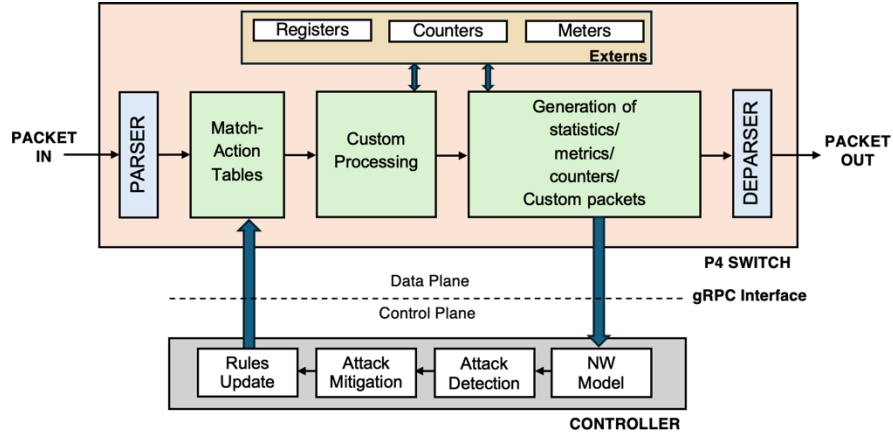 Registers
Counters
Meters
Externs
PACKET
IN
PARSER
Match-
Action
Tables
Custom
Processing
Generation of
statistics/
metrics/
counters/
Custom packets
DEPARSER
PACKET
OUT
P4 SWITCH
Data Plane
gRPC Interface
Control Plane
Rules
Update
Attack
Mitigation
Attack
Detection
NW
Model
CONTROLLER